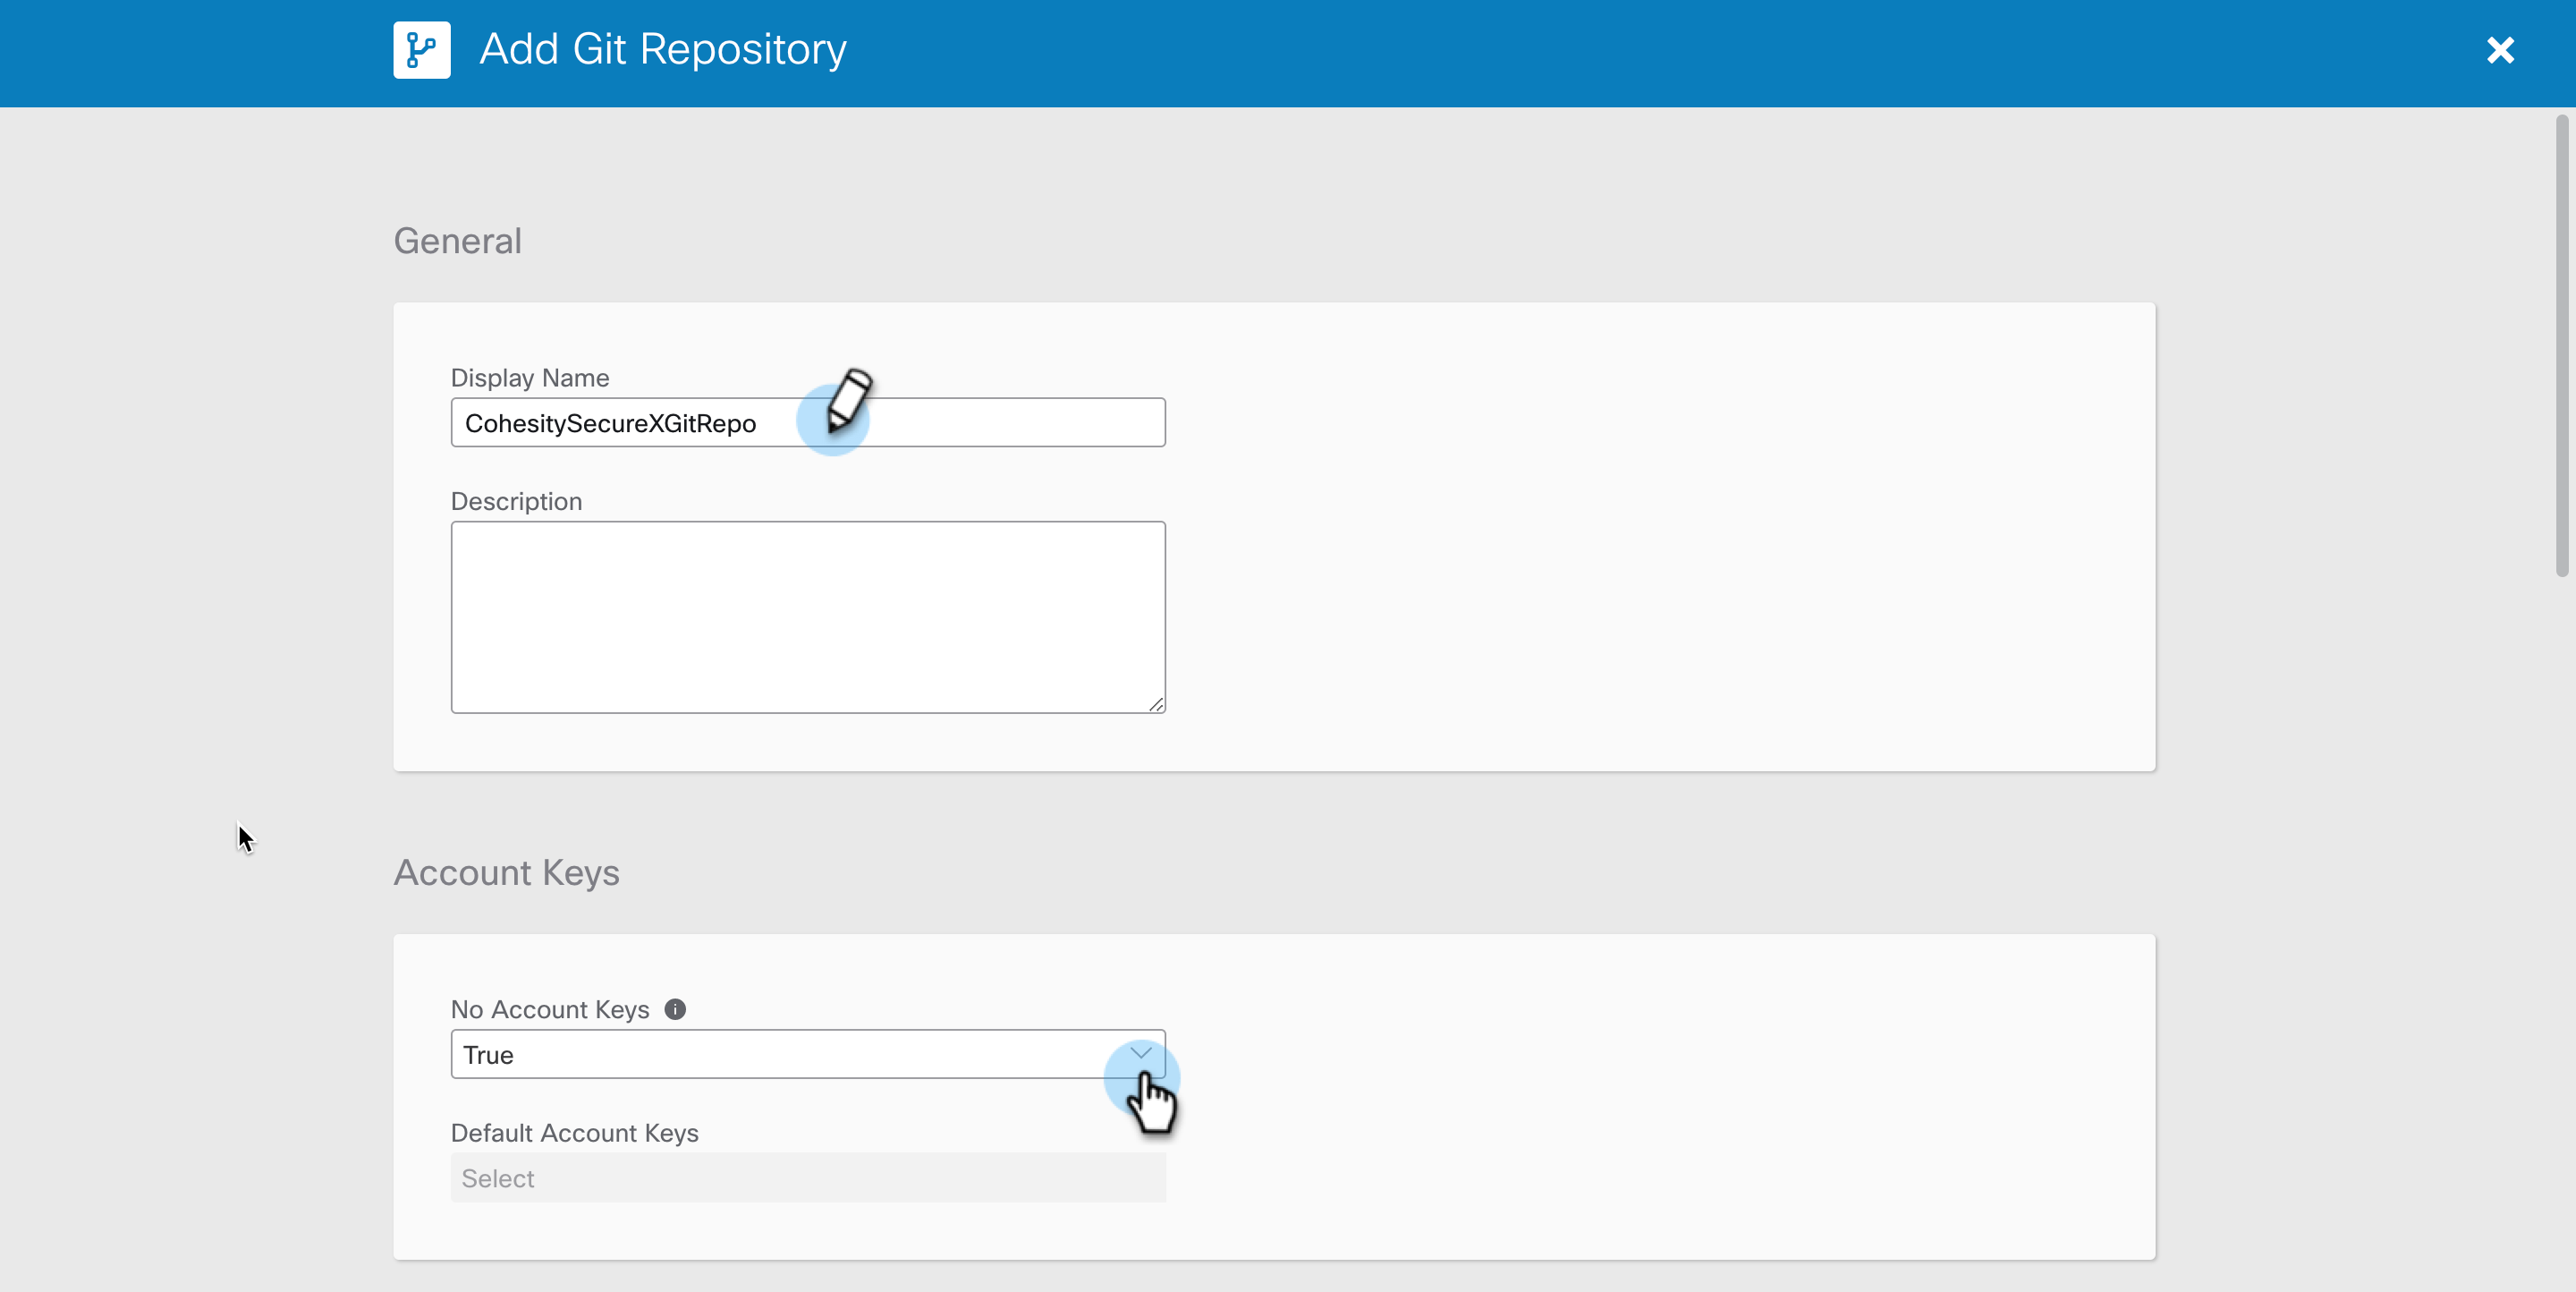 Add Git Repository
General
Display Name
CohesitySecureXGitRepo
Description
Account Keys
No Account Keys
True
Default Account Keys
Select